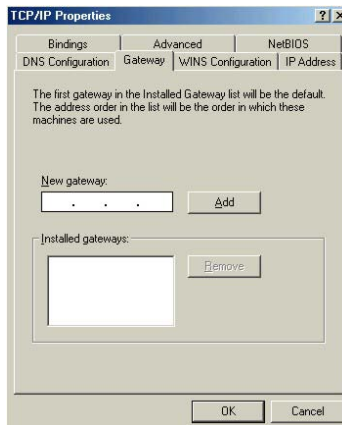 TCP/IP Properties
? ×
Bindings
Advanced
NetBIOS
DNS Configuration
Gateway
WINS Configuration
IP Address
The first gateway in the Installed Gateway list will be the default.
The address order in the list will be the order in which these
machines are used.
New gateway:
. . .
Add
Installed gateways:
Remove
OK
Cancel